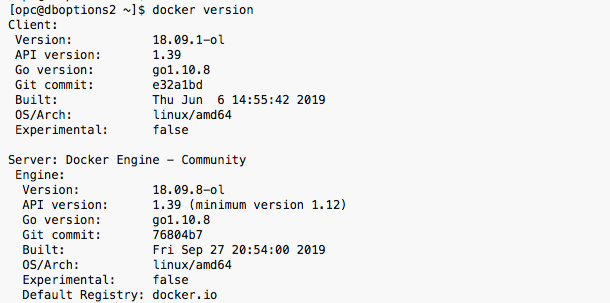 [opc@dboptions2 ~]$ docker version
Client:
 Version:           18.09.1-ol
 API version:       1.39
 Go version:        go1.10.8
 Git commit:        e32a1bd
 Built:             Thu Jun  6 14:55:42 2019
 OS/Arch:           linux/amd64
 Experimental:      false

Server: Docker Engine - Community
 Engine:
  Version:          18.09.8-ol
  API version:      1.39 (minimum version 1.12)
  Go version:       go1.10.8
  Git commit:       76804b7
  Built:            Fri Sep 27 20:54:00 2019
  OS/Arch:          linux/amd64
  Experimental:     false
  Default Registry: docker.io